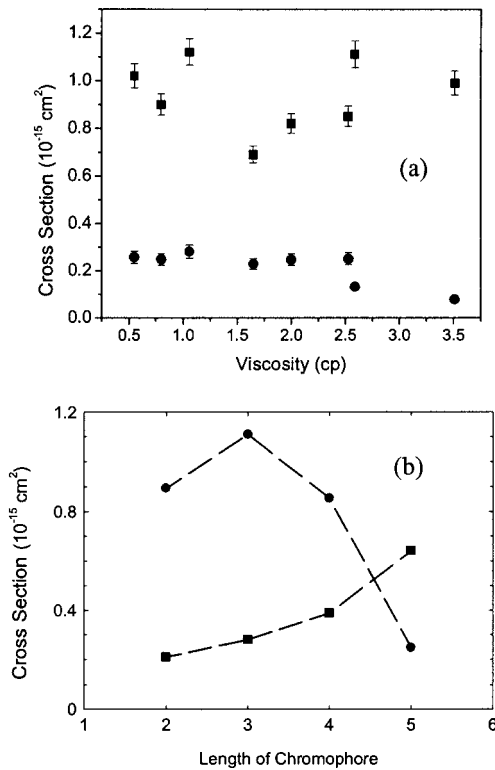 1.2
1.0
0.8
0.6
0.4
0.2
0.0
Cross Section (10⁻¹⁵ cm²)
(a)
0.5 1.0 1.5 2.0 2.5 3.0 3.5
Viscosity (cp)
1.2
0.8
0.4
0
Cross Section (10⁻¹⁵ cm²)
(b)
1 2 3 4 5 6
Length of Chromophore